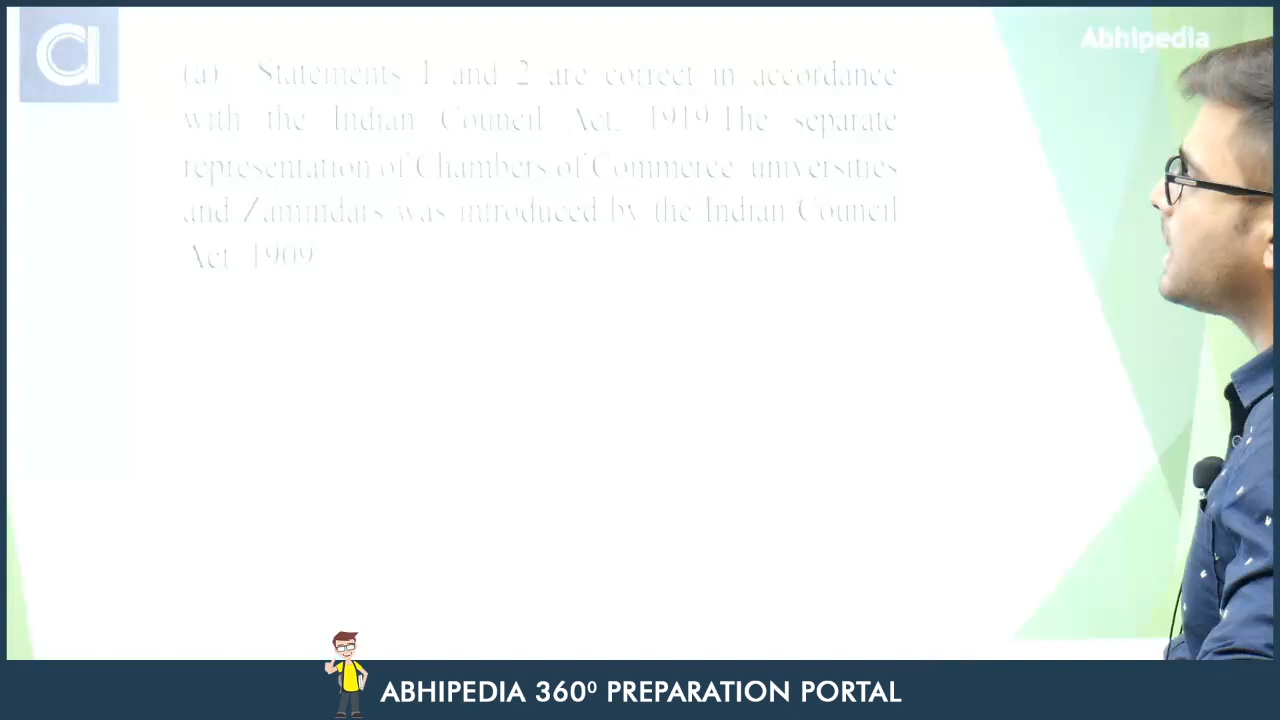 Abhipedia
(a) Statements 1 and 2 are correct in accordance
with the Indian Council Act, 1919. The separate
representation of Chambers of Commerce universities
and Zamindars was introduced by the Indian Council
Act, 1909
ABHIPEDIA 360⁰ PREPARATION PORTAL